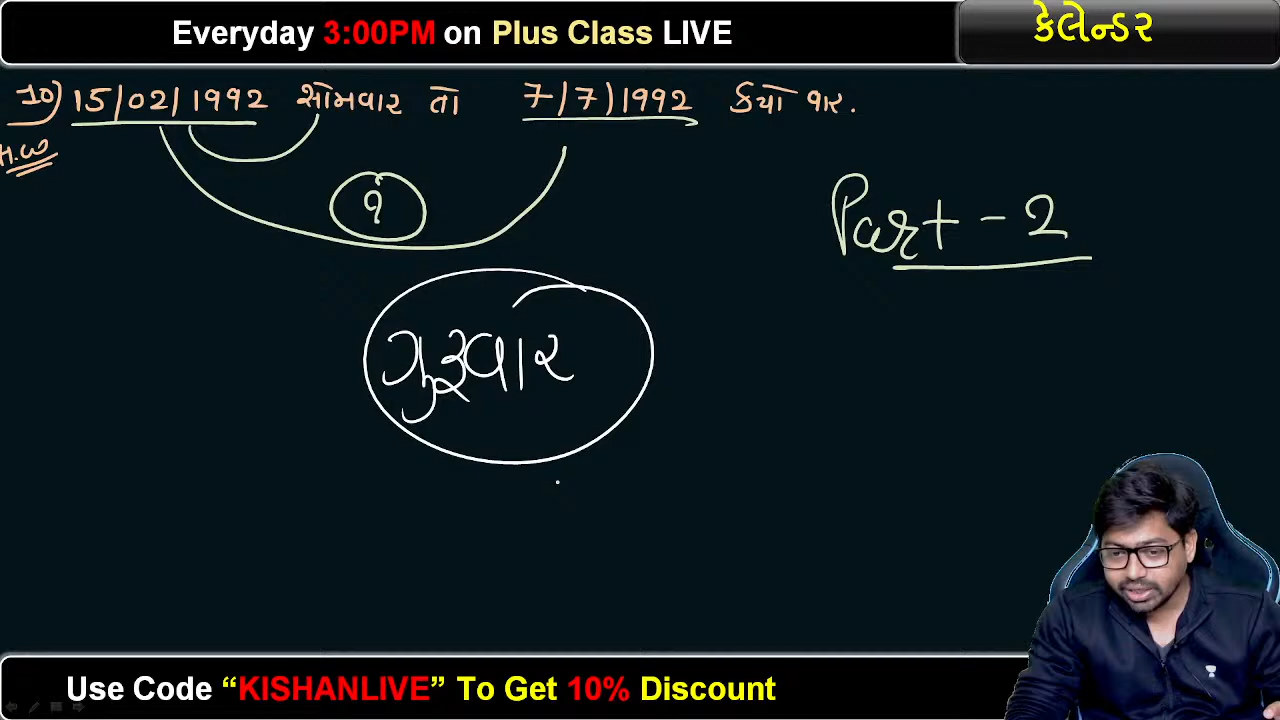 Everyday 3:00PM on Plus Class LIVE
કેલેન્ડર
10) 15/02/1992 સોમવાર તો 7/7/1992 કયો વાર.
H.W
?
Part - 2
ગુરૂવાર
Use Code “KISHANLIVE” To Get 10% Discount